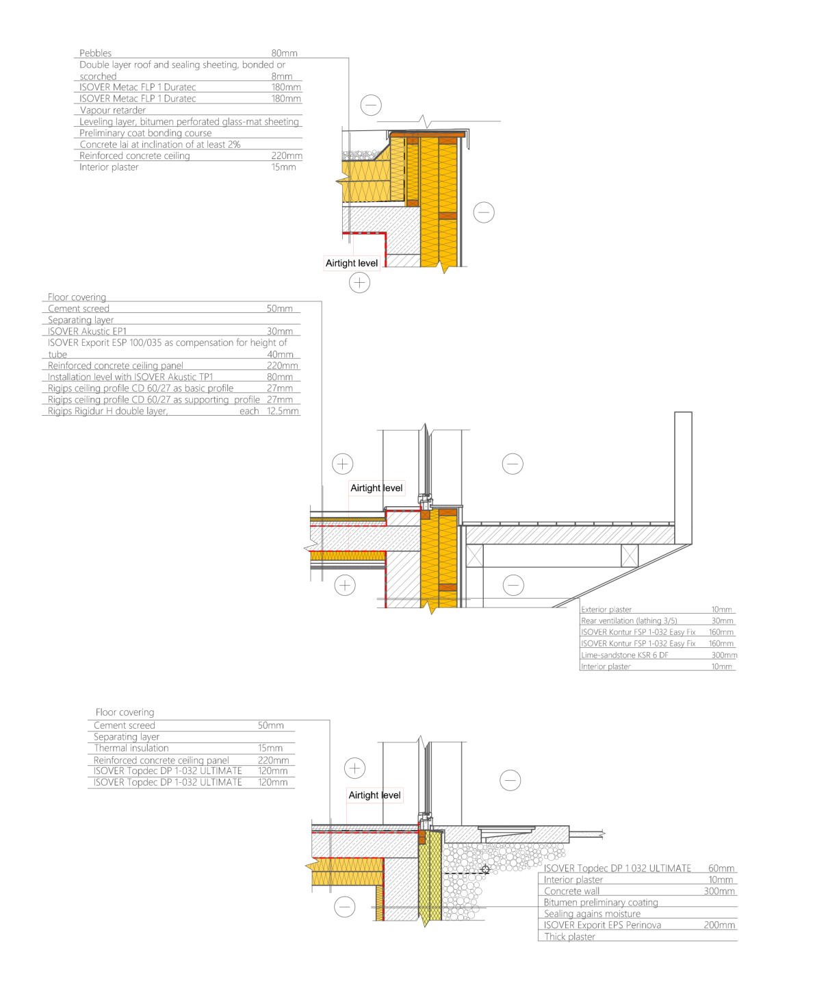 Pebbles 80mm
Double layer roof and sealing sheeting, bonded or
scorched 8mm
ISOVER Metac FLP 1 Duratec 180mm
ISOVER Metac FLP 1 Duratec 180mm
Vapour retarder
Leveling layer, bitumen perforated glass-mat sheeting
Preliminary coat bonding course
Concrete lai at inclination of at least 2%
Reinforced concrete ceiling 220mm
Interior plaster 15mm
Airtight level
Floor covering
Cement screed 50mm
Separating layer
ISOVER Akustic EP1 30mm
ISOVER Exporit ESP 100/035 as compensation for height of
tube 40mm
Reinforced concrete ceiling panel 220mm
Installation level with ISOVER Akustic TP1 80mm
Rigips ceiling profile CD 60/27 as basic profile 27mm
Rigips ceiling profile CD 60/27 as supporting profile 27mm
Rigips Rigidur H double layer, each 12.5mm
Airtight level
Exterior plaster 10mm
Rear ventilation (lathing 3/5) 30mm
ISOVER Kontur FSP 1-032 Easy Fix 160mm
ISOVER Kontur FSP 1-032 Easy Fix 160mm
Lime-sandstone KSR 6 DF 300mm
Interior plaster 10mm
Floor covering
Cement screed 50mm
Separating layer
Thermal insulation 15mm
Reinforced concrete ceiling panel 220mm
ISOVER Topdec DP 1-032 ULTIMATE 120mm
ISOVER Topdec DP 1-032 ULTIMATE 120mm
Airtight level
ISOVER Topdec DP 1 032 ULTIMATE 60mm
Interior plaster 10mm
Concrete wall 300mm
Bitumen preliminary coating
Sealing agains moisture
ISOVER Exporit EPS Perinova 200mm
Thick plaster